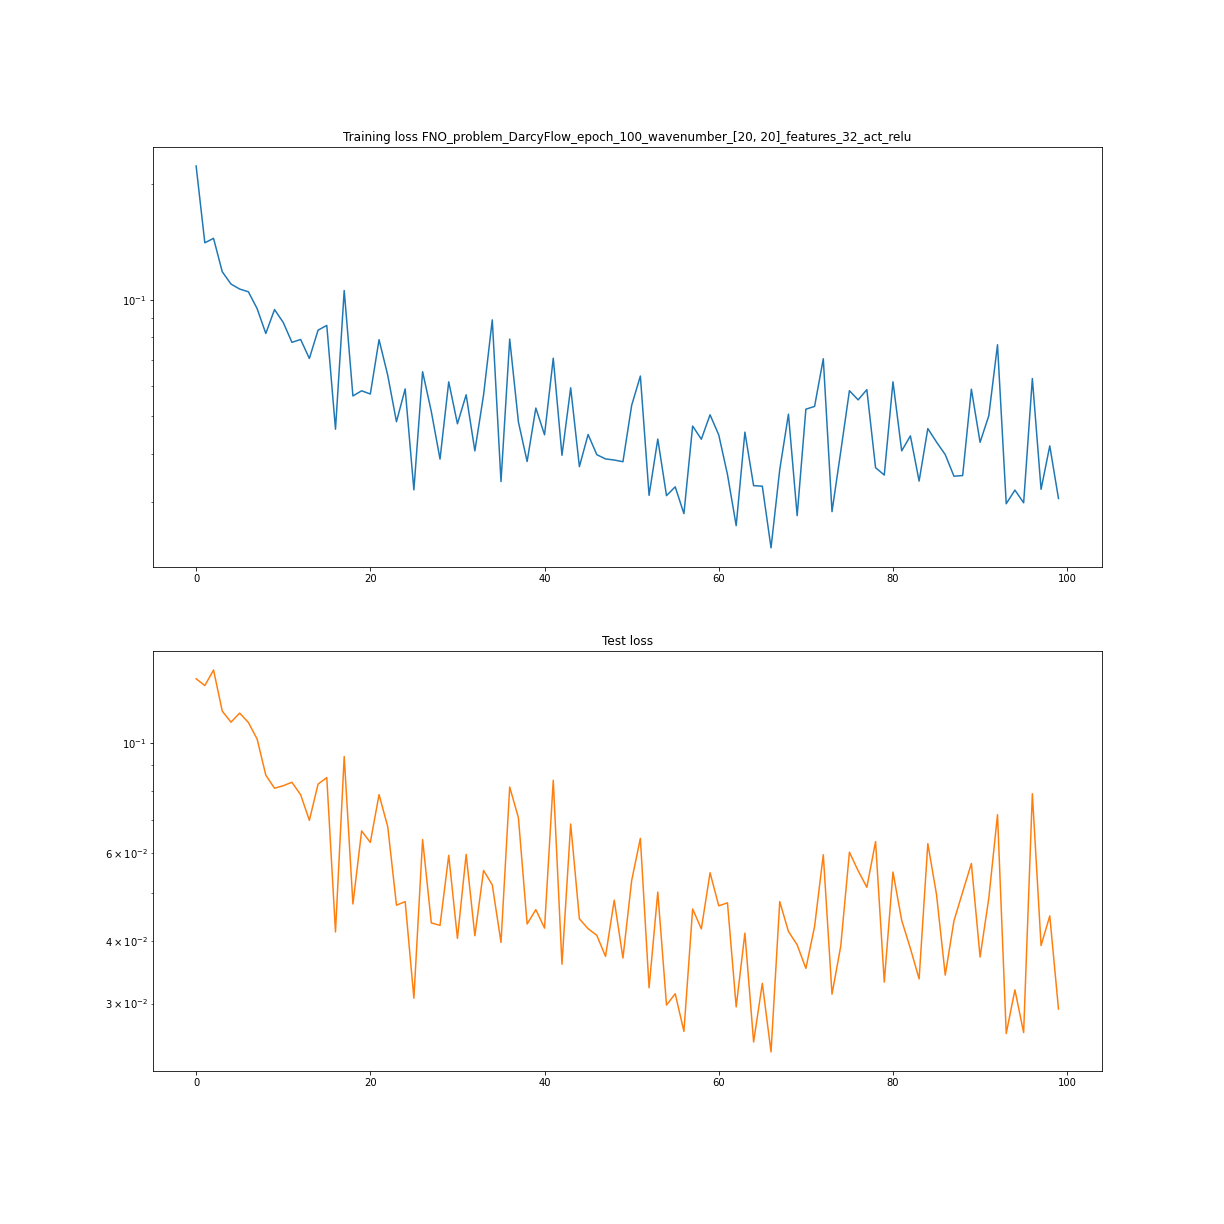 Training loss FNO_problem_DarcyFlow_epoch_100_wavenumber_[20, 20]_features_32_act_relu
10⁻¹
0 20 40 60 80 100
Test loss
10⁻¹
6 × 10⁻²
4 × 10⁻²
3 × 10⁻²
0 20 40 60 80 100